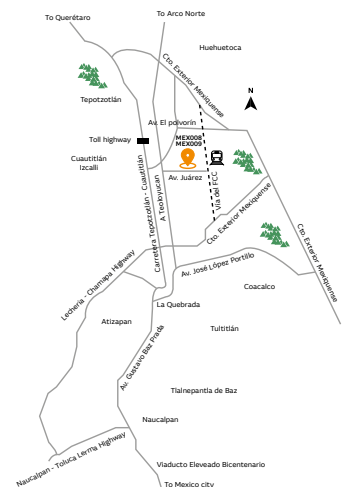 To Arco Norte
To Querétaro
Huehuetoca
Cto. Exterior Mexiquense
N
Tepotzotlán
Av. El polvorín
Toll highway
MEX008
MEX009
Cuautitlán
Izcalli
Av. Juárez
Carretera Tepotzotlán - Cuautitlán
A Teoloyucan
Vía del FCC
Cto. Exterior Mexiquense
Cto. Exterior Mexiquense
Lechería - Chamapa Highway
Av. José López Portillo
Coacalco
La Quebrada
Atizapan
Tultitlán
Av. Gustavo Baz Prada
Tlalnepantla de Baz
Naucalpan
Naucalpan - Toluca Lerma Highway
Viaducto Eleveado Bicentenario
To Mexico city